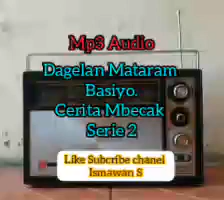 Mp3 Audio
Dagelan Mataram
Basiyo.
Cerita Mbecak
Serie 2
Like Subcribe chanel
Ismawan S